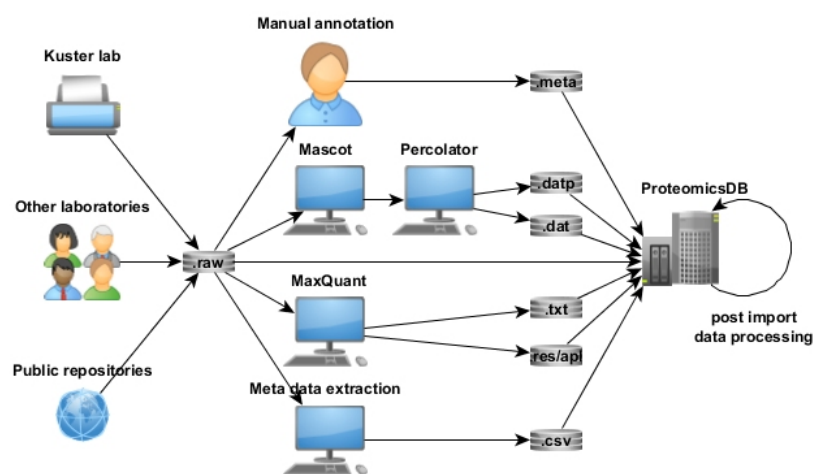 Manual annotation
Kuster lab
.meta
Mascot
Percolator
.datp
ProteomicsDB
Other laboratories
.dat
.raw
MaxQuant
.txt
post import
data processing
.res/apl
Public repositories
Meta data extraction
.csv